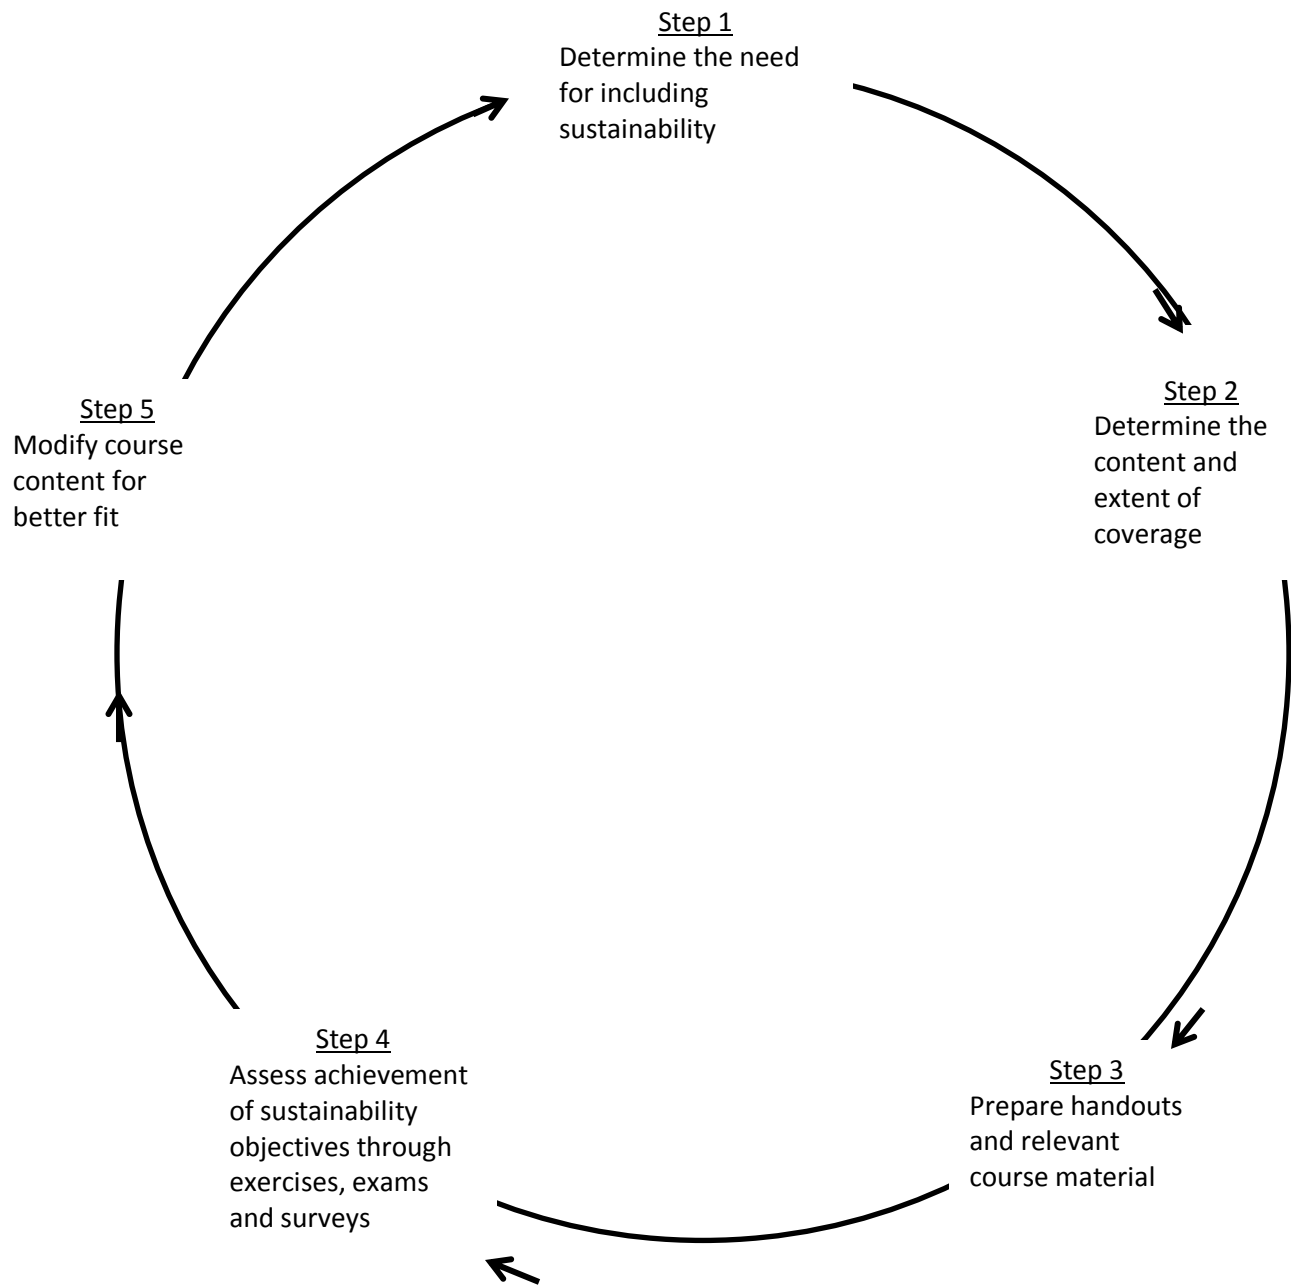 Step 1
Determine the need
for including
sustainability
Step 2
Determine the
content and
extent of
coverage
Step 3
Prepare handouts
and relevant
course material
Step 4
Assess achievement
of sustainability
objectives through
exercises, exams
and surveys
Step 5
Modify course
content for
better fit